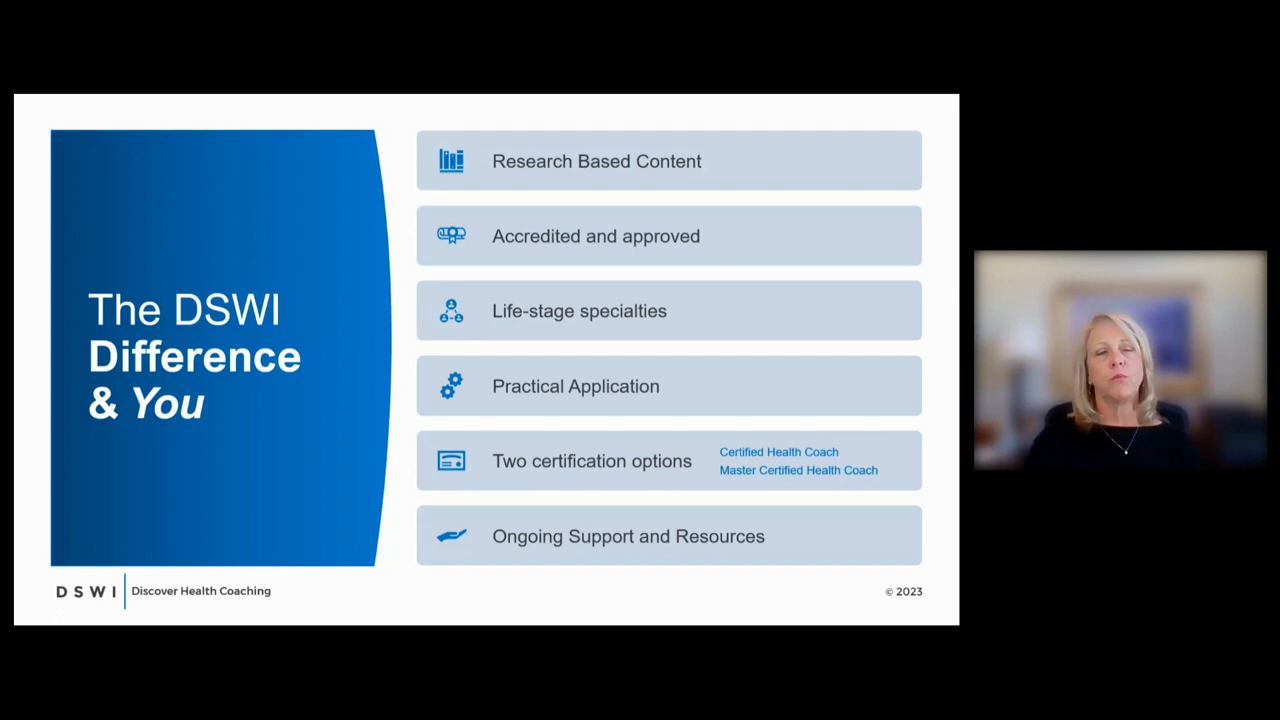 The DSWI
Difference
& You
Research Based Content
Accredited and approved
Life-stage specialties
Practical Application
Two certification options
Certified Health Coach
Master Certified Health Coach
Ongoing Support and Resources
DSWI
Discover Health Coaching
© 2023